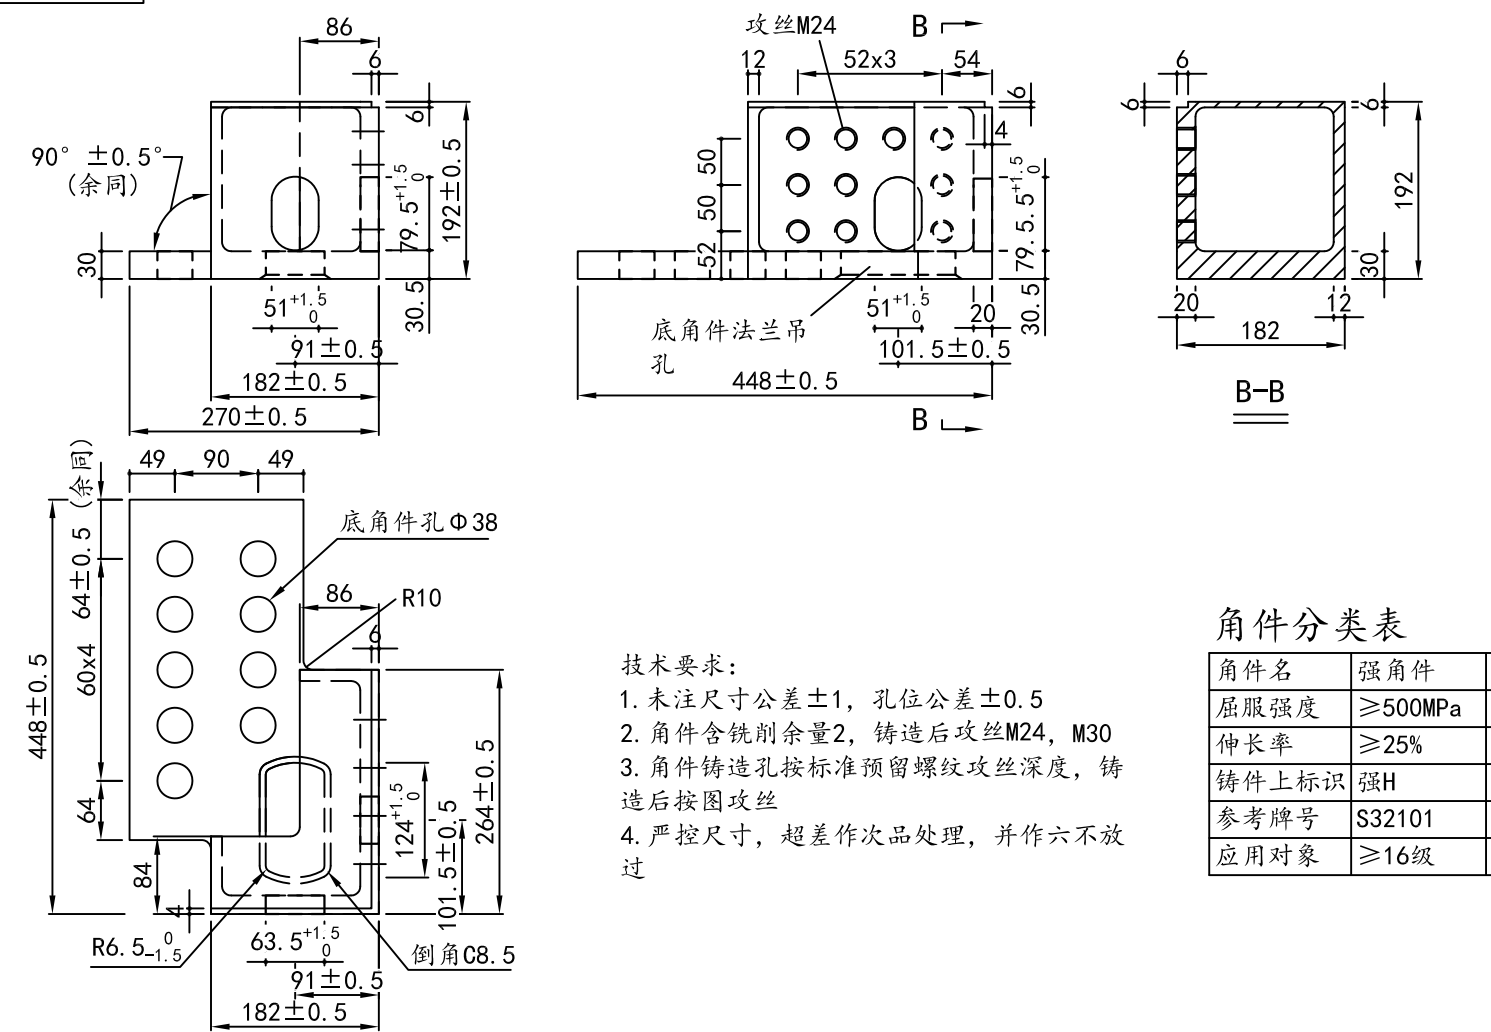 86
6
90° ±0.5°
(余同)
6
192±0.5
79.5+1.5 0
30
51+1.5 0
30.5
91±0.5
182±0.5
270±0.5
攻丝M24
B
12
52x3
54
6
4
50
50
52
79.5.5+1.5 0
51+1.5 0
20
30.5
底角件法兰吊
孔
101.5±0.5
448±0.5
B
6
6
6
192
30
20
12
182
B-B
49
90
49
64±0.5 (余同)
底角件孔Φ38
86
R10
6
60x4
448±0.5
64
84
4
124+1.5 0
101.5±0.5
264±0.5
R6.5 0 -1.5
63.5+1.5 0
倒角C8.5
91±0.5
182±0.5
技术要求:
1. 未注尺寸公差±1, 孔位公差±0.5
2. 角件含铣削余量2, 铸造后攻丝M24, M30
3. 角件铸造孔按标准预留螺纹攻丝深度, 铸
造后按图攻丝
4. 严控尺寸, 超差作次品处理, 并作六不放
过
角件分类表
角件名 强角件
屈服强度 ≥500MPa
伸长率 ≥25%
铸件上标识 强H
参考牌号 S32101
应用对象 ≥16级